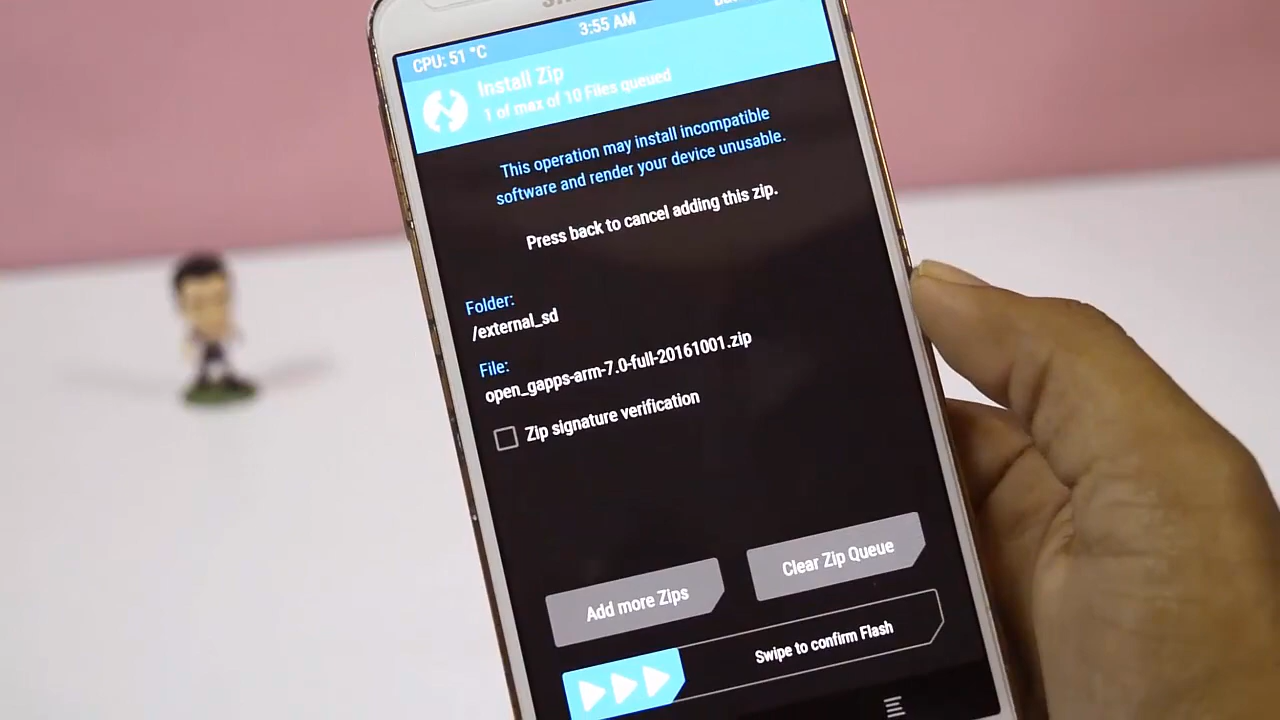 3:55 AM
CPU: 51 °C
Install Zip
1 of max of 10 Files queued
This operation may install incompatible
software and render your device unusable.
Press back to cancel adding this zip.
Folder:
/external_sd
File:
open_gapps-arm-7.0-full-20161001.zip
Zip signature verification
Add more Zips
Clear Zip Queue
Swipe to confirm Flash